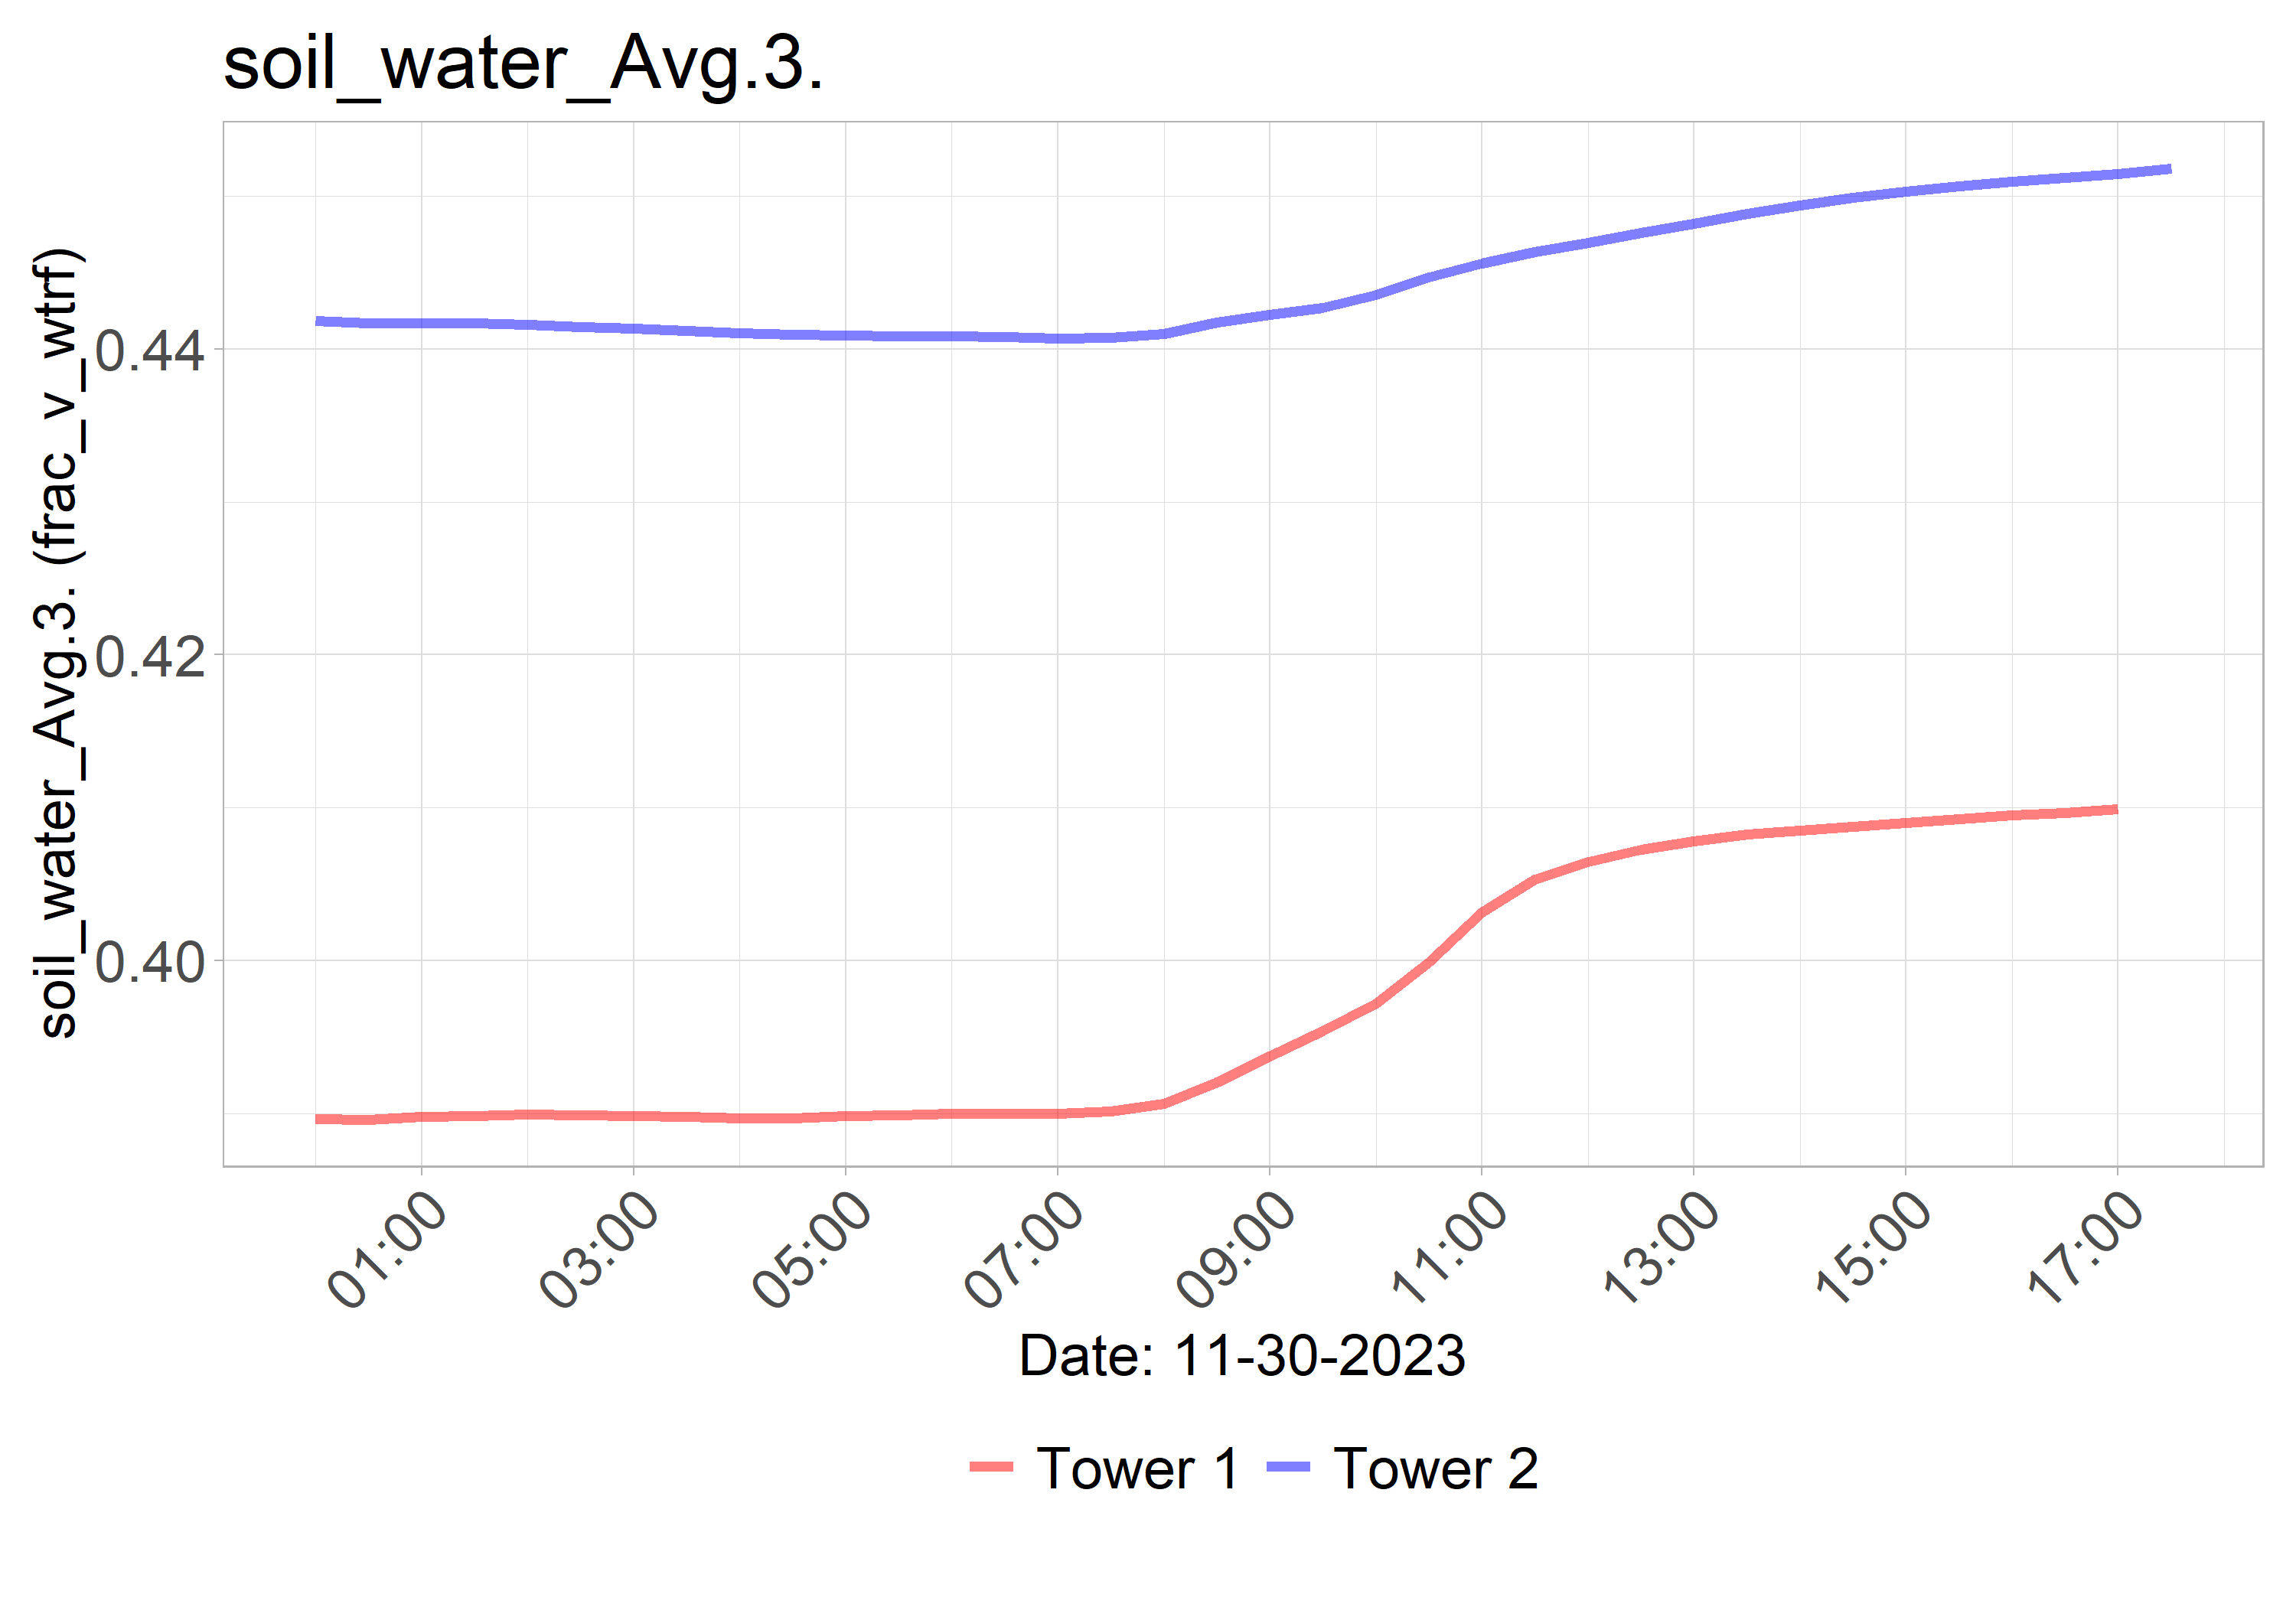 soil_water_Avg.3.
soil_water_Avg.3. (frac_v_wtrf)
0.44
0.42
0.40
01:00
03:00
05:00
07:00
09:00
11:00
13:00
15:00
17:00
Date: 11-30-2023
Tower 1
Tower 2